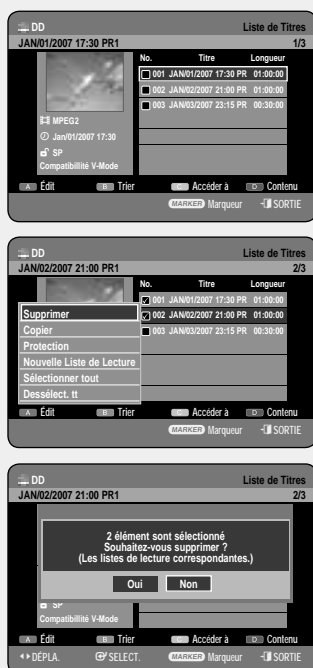 DD Liste de Titres
JAN/01/2007 17:30 PR1 1/3
No. Titre Longueur
001 JAN/01/2007 17:30 PR 01:00:00
002 JAN/02/2007 21:00 PR 01:00:00
003 JAN/03/2007 23:15 PR 00:30:00
MPEG2
Jan/01/2007 17:30
SP
Compatibilité V-Mode
A Édit B Trier C Accéder à D Contenu
MARKER Marqueur SORTIE
DD Liste de Titres
JAN/02/2007 21:00 PR1 2/3
No. Titre Longueur
001 JAN/01/2007 17:30 PR 01:00:00
002 JAN/02/2007 21:00 PR 01:00:00
003 JAN/03/2007 23:15 PR 00:30:00
Supprimer
Copier
Protection
Nouvelle Liste de Lecture
Sélectionner tout
Dessélect. tt
A Édit B Trier C Accéder à D Contenu
MARKER Marqueur SORTIE
DD Liste de Titres
JAN/02/2007 21:00 PR1 2/3
2 élément sont sélectionné
Souhaitez-vous supprimer ?
(Les listes de lecture correspondantes.)
Oui Non
SP
Compatibilité V-Mode
A Édit B Trier C Accéder à D Contenu
DÉPLA. SELECT. MARKER Marqueur SORTIE